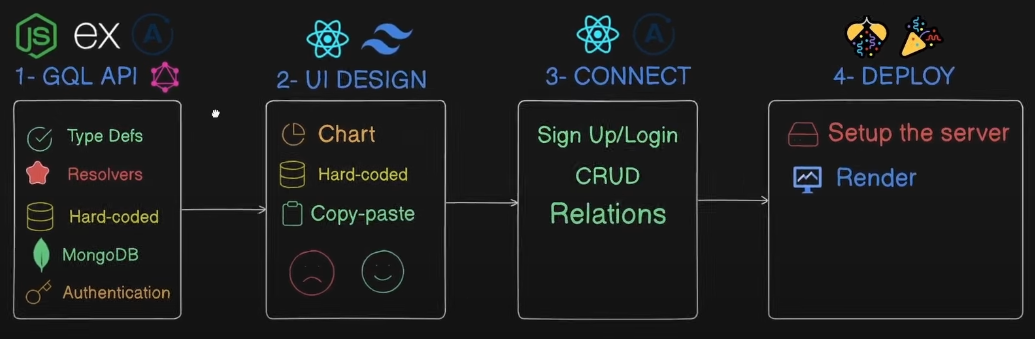 JS ex A
1- GQL API
Type Defs
Resolvers
Hard-coded
MongoDB
Authentication
2- UI DESIGN
Chart
Hard-coded
Copy-paste
A
3- CONNECT
Sign Up/Login
CRUD
Relations
4- DEPLOY
Setup the server
Render